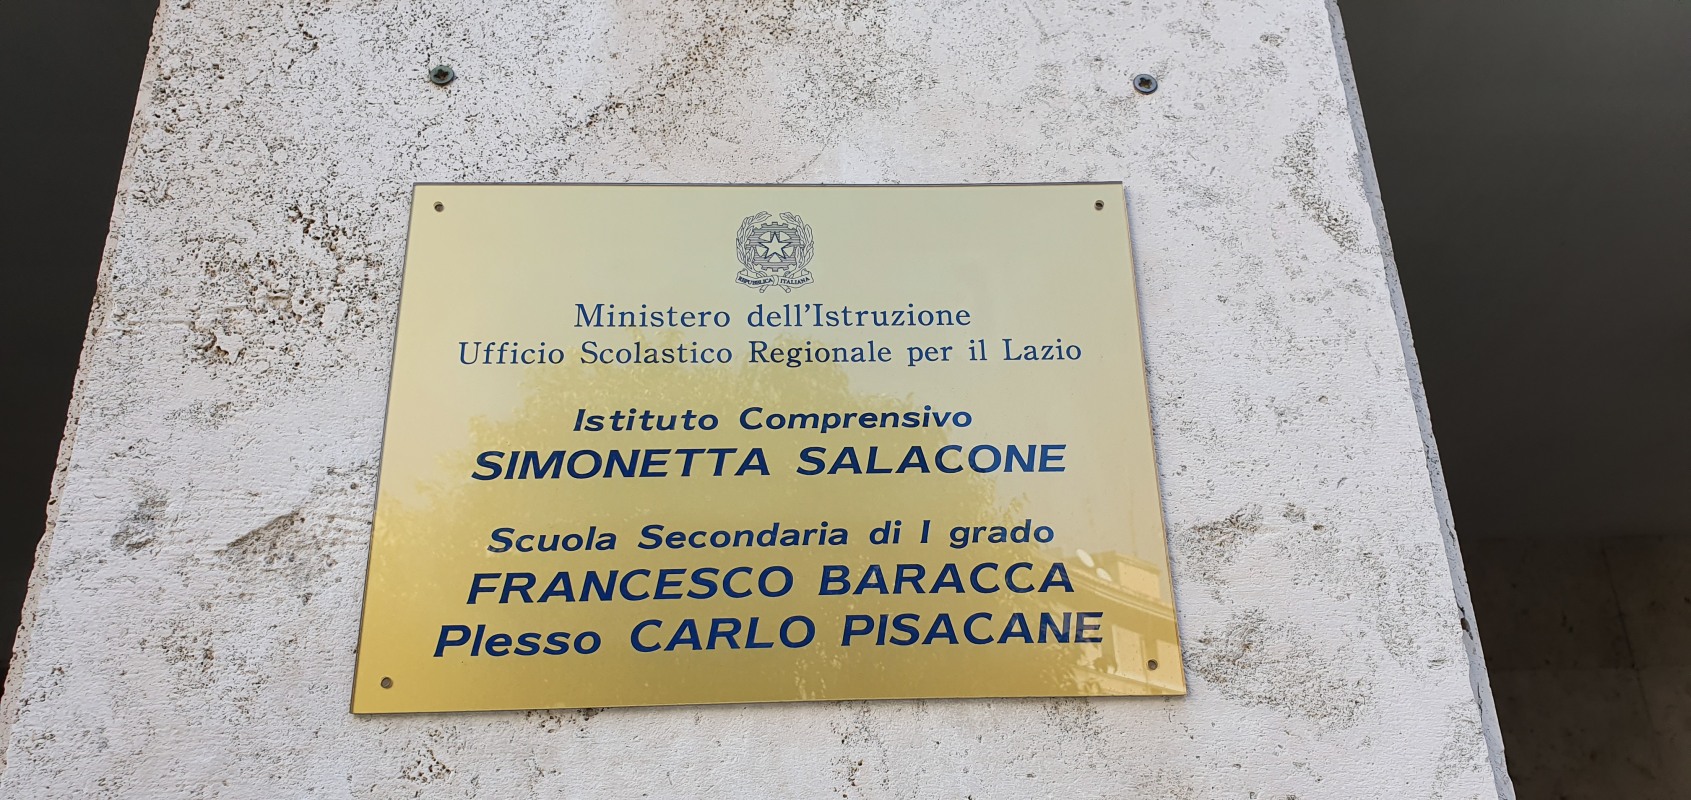 REPVBBLICA ITALIANA
Ministero dell'Istruzione
Ufficio Scolastico Regionale per il Lazio
Istituto Comprensivo
SIMONETTA SALACONE
Scuola Secondaria di I grado
FRANCESCO BARACCA
Plesso CARLO PISACANE